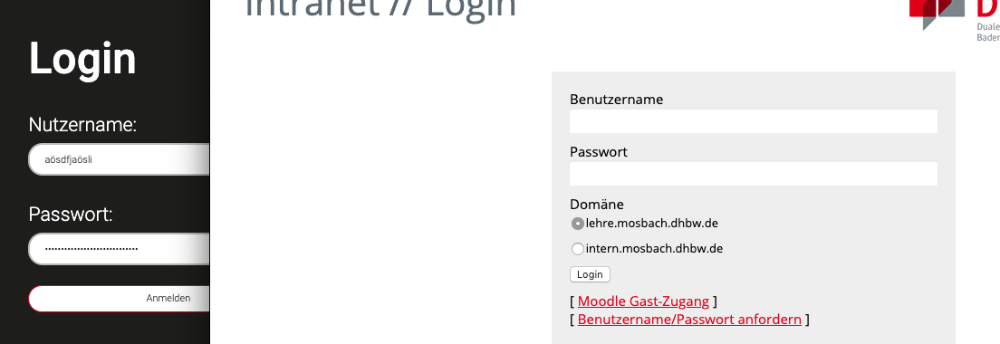 Login
Nutzername:
aösdfjaösli
Passwort:
Anmelden
Intranet // Login
D
Duale
Baden
Benutzername
Passwort
Domäne
lehre.mosbach.dhbw.de
intern.mosbach.dhbw.de
Login
[ Moodle Gast-Zugang ]
[ Benutzername/Passwort anfordern ]